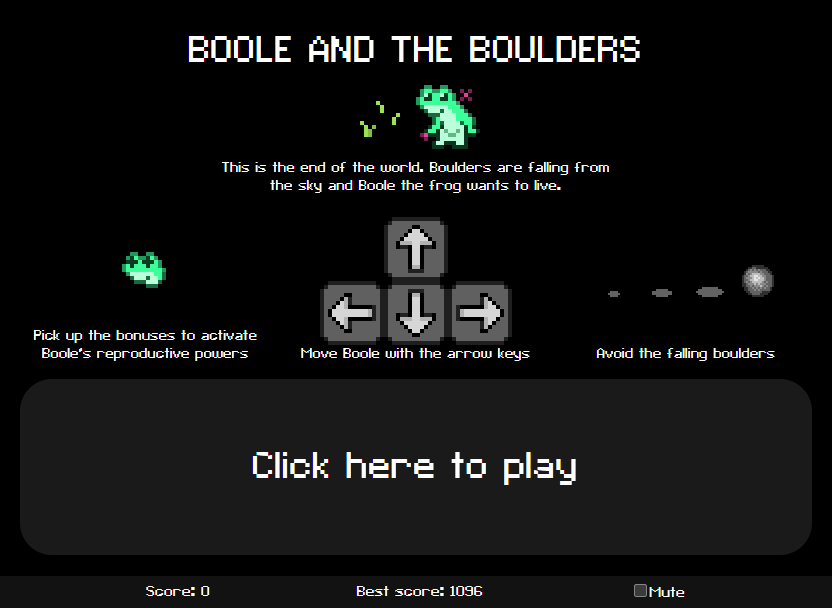 BOOLE AND THE BOULDERS
This is the end of the world. Boulders are falling from
the sky and Boole the frog wants to live.
Pick up the bonuses to activate
Boole's reproductive powers
Move Boole with the arrow keys
Avoid the falling boulders
Click here to play
Score: 0
Best score: 1096
Mute